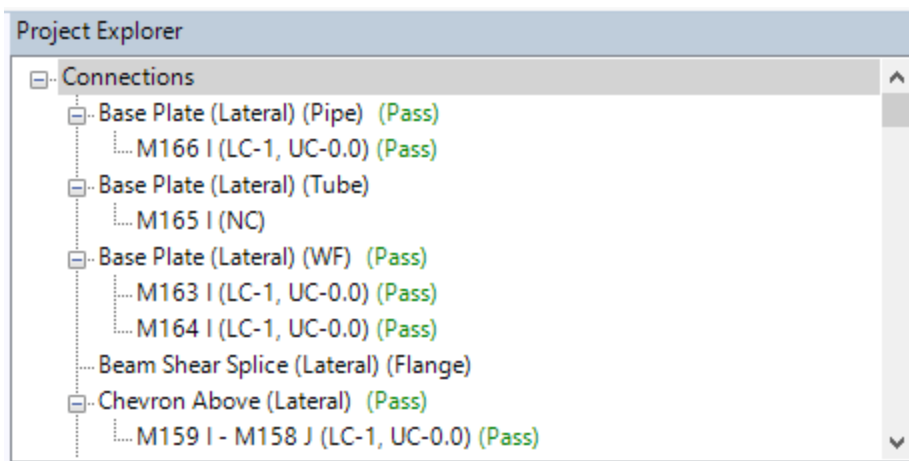 Project Explorer
Connections
Base Plate (Lateral) (Pipe) (Pass)
M166 I (LC-1, UC-0.0) (Pass)
Base Plate (Lateral) (Tube)
M165 I (NC)
Base Plate (Lateral) (WF) (Pass)
M163 I (LC-1, UC-0.0) (Pass)
M164 I (LC-1, UC-0.0) (Pass)
Beam Shear Splice (Lateral) (Flange)
Chevron Above (Lateral) (Pass)
M159 I - M158 J (LC-1, UC-0.0) (Pass)